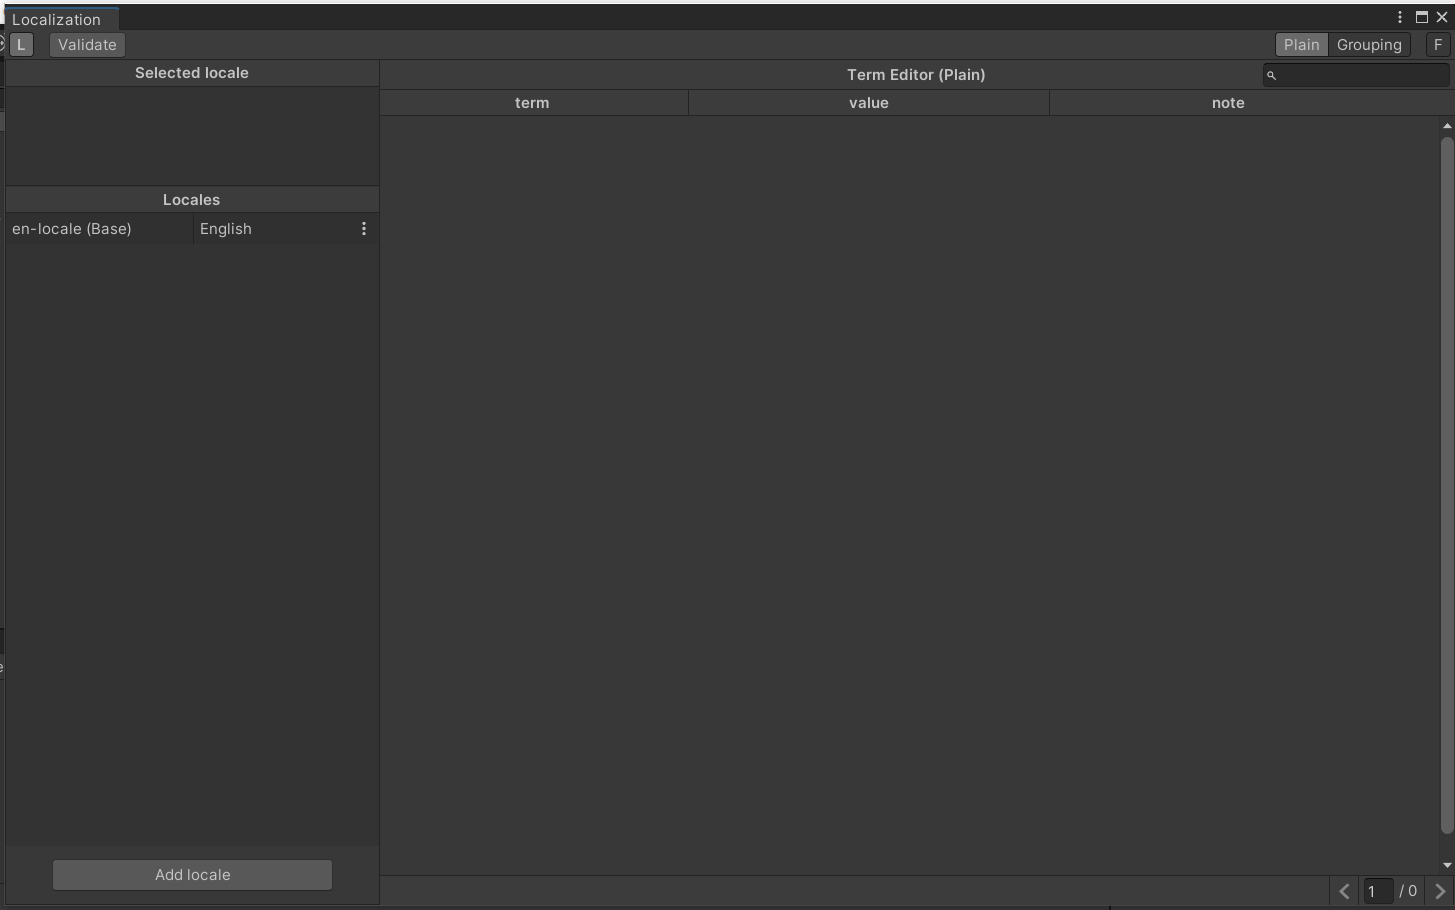 Localization
L Validate Plain Grouping F
Selected locale
Term Editor (Plain)
term value note
Locales
en-locale (Base) English
Add locale
1 / 0